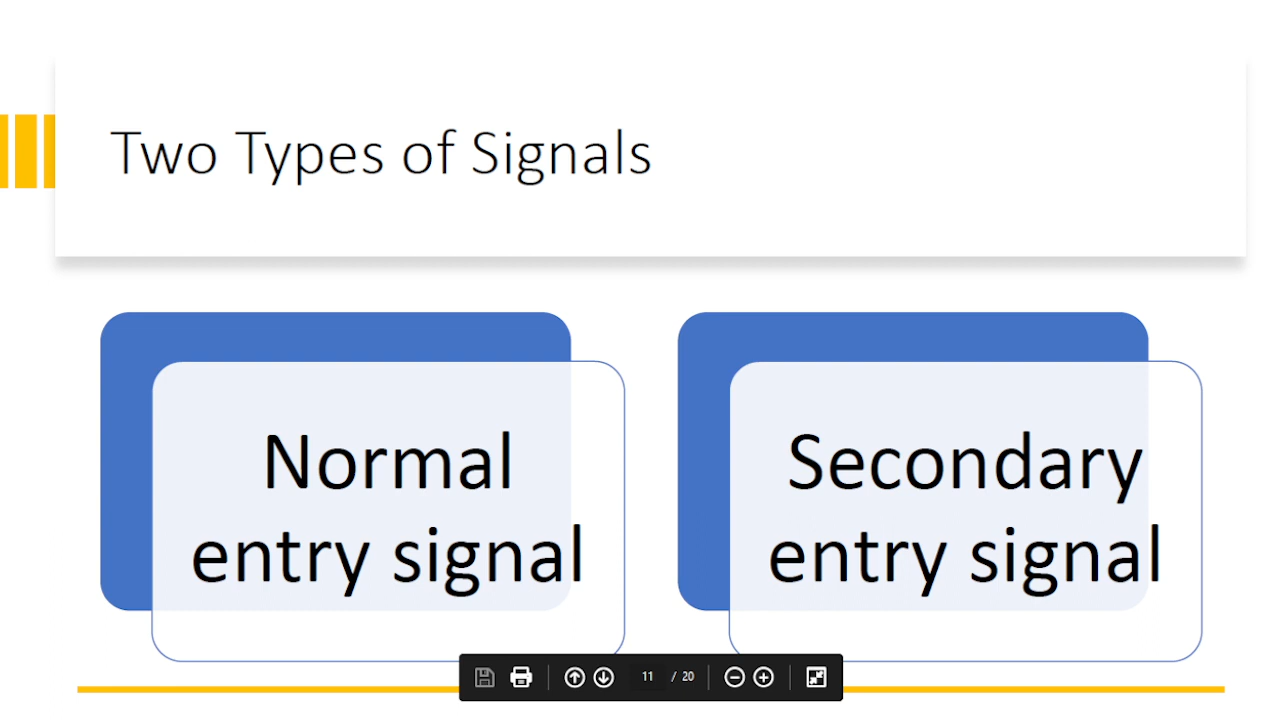 Two Types of Signals
Normal
entry signal
Secondary
entry signal
11 / 20